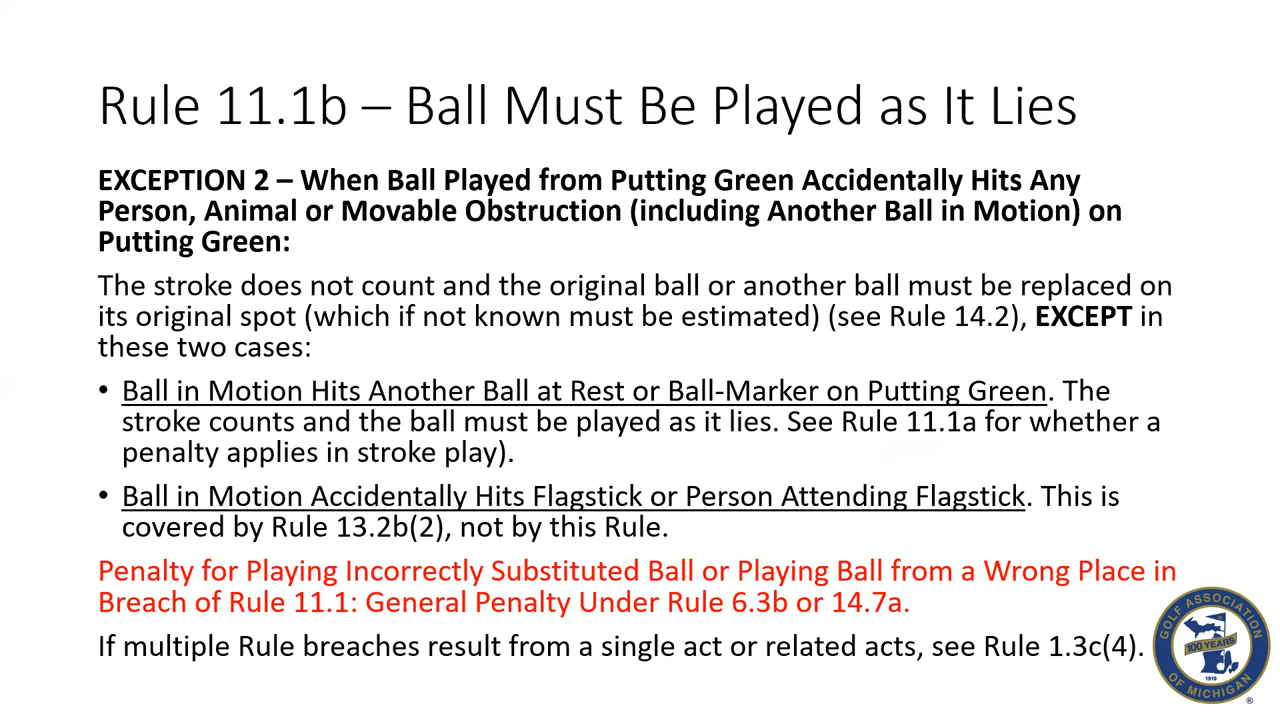 Rule 11.1b – Ball Must Be Played as It Lies
EXCEPTION 2 – When Ball Played from Putting Green Accidentally Hits Any
Person, Animal or Movable Obstruction (including Another Ball in Motion) on
Putting Green:
The stroke does not count and the original ball or another ball must be replaced on
its original spot (which if not known must be estimated) (see Rule 14.2), EXCEPT in
these two cases:
• Ball in Motion Hits Another Ball at Rest or Ball-Marker on Putting Green. The
stroke counts and the ball must be played as it lies. See Rule 11.1a for whether a
penalty applies in stroke play).
• Ball in Motion Accidentally Hits Flagstick or Person Attending Flagstick. This is
covered by Rule 13.2b(2), not by this Rule.
Penalty for Playing Incorrectly Substituted Ball or Playing Ball from a Wrong Place in
Breach of Rule 11.1: General Penalty Under Rule 6.3b or 14.7a.
If multiple Rule breaches result from a single act or related acts, see Rule 1.3c(4).
GOLF ASSOCIATION
100 YEARS
1919
OF MICHIGAN
®